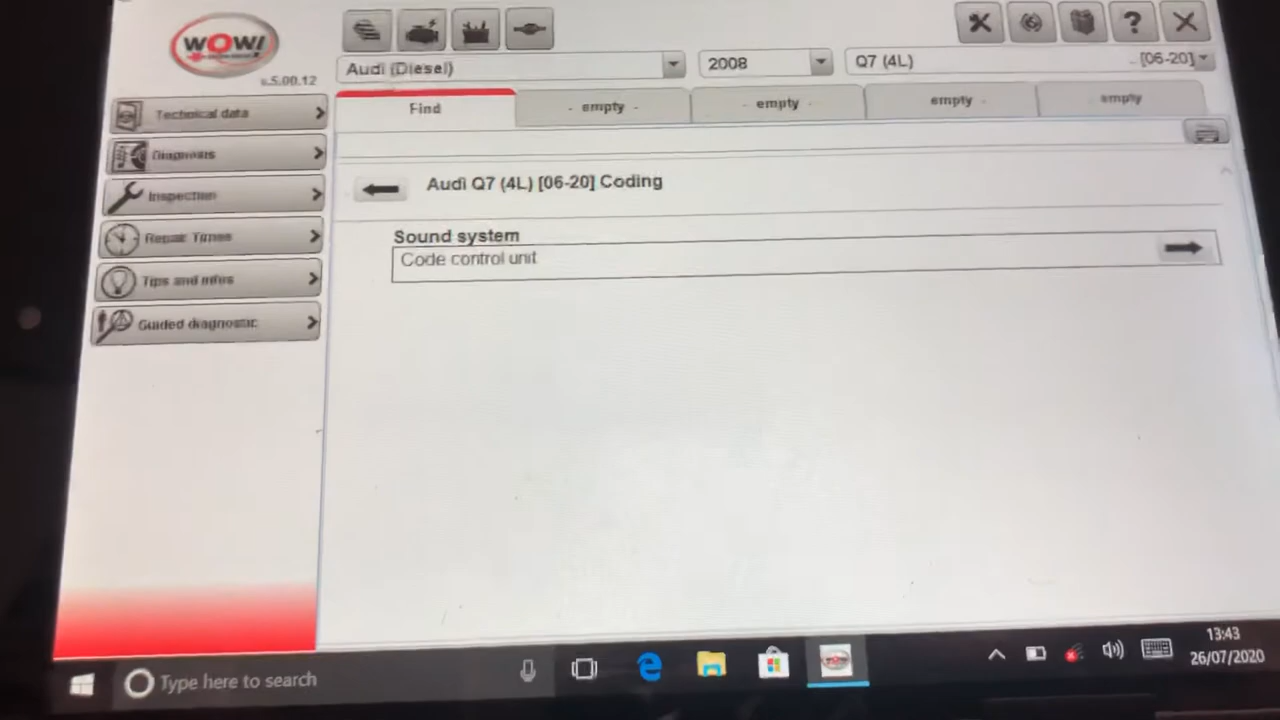 WOW!
v.5.00.12
Audi (Diesel)
2008
Q7 (4L)
[06-20]
Technical data
Diagnosis
Inspection
Repair Times
Tips and infos
Guided diagnostic
Find
- empty -
- empty -
empty -
empty
Audi Q7 (4L) [06-20] Coding
Sound system
Code control unit
?
Type here to search
13:43
26/07/2020